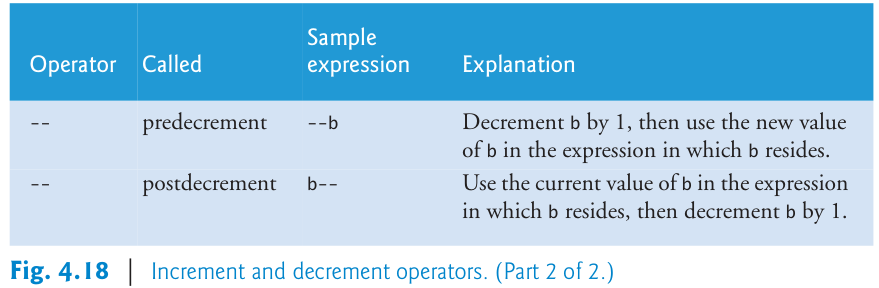 Operator Called Sample expression Explanation
-- predecrement --b Decrement b by 1, then use the new value
of b in the expression in which b resides.
-- postdecrement b-- Use the current value of b in the expression
in which b resides, then decrement b by 1.
Fig. 4.18 | Increment and decrement operators. (Part 2 of 2.)